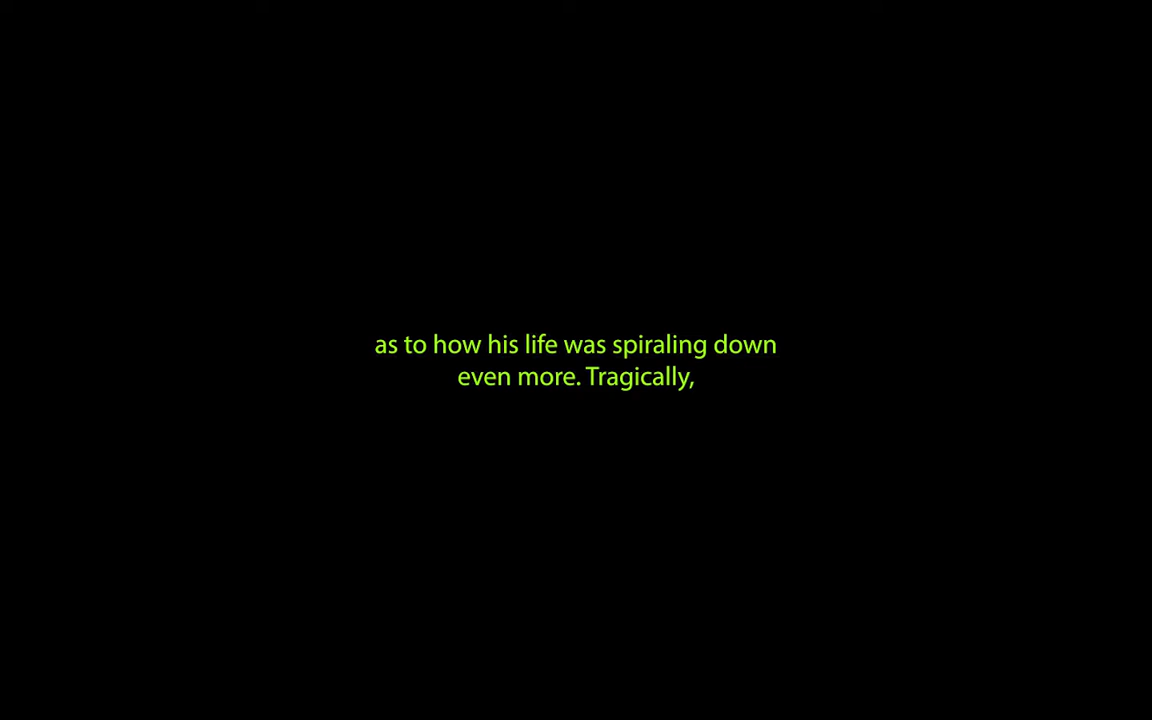 as to how his life was spiraling down
even more. Tragically,